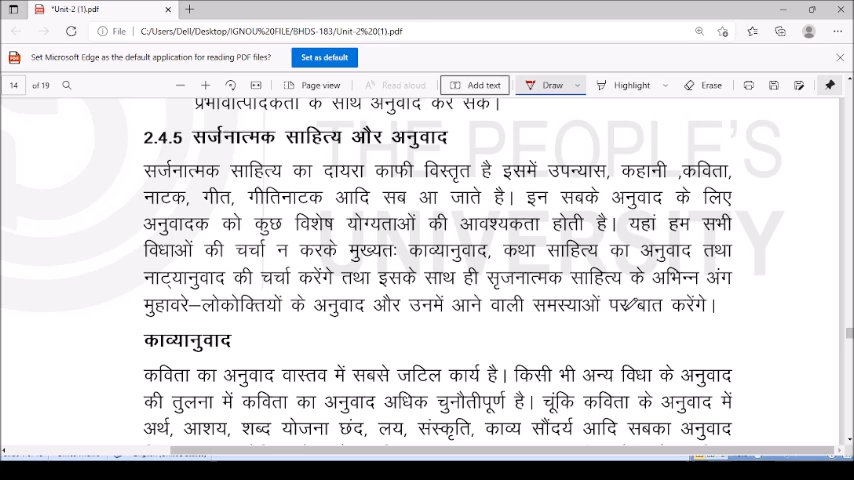 *Unit-2 (1).pdf
File
C:/Users/Dell/Desktop/IGNOU%20FILE/BHDS-183/Unit-2%20(1).pdf
Set Microsoft Edge as the default application for reading PDF files?
Set as default
14 of 19
Page view
Read aloud
Add text
Draw
Highlight
Erase
THE PEOPLE'S
UNIVERSITY
प्रभावोत्पादकता के साथ अनुवाद कर सके।
2.4.5 सर्जनात्मक साहित्य और अनुवाद
सर्जनात्मक साहित्य का दायरा काफी विस्तृत है इसमें उपन्यास, कहानी ,कविता,
नाटक, गीत, गीतिनाटक आदि सब आ जाते है। इन सबके अनुवाद के लिए
अनुवादक को कुछ विशेष योग्यताओं की आवश्यकता होती है। यहां हम सभी
विधाओं की चर्चा न करके मुख्यतः काव्यानुवाद, कथा साहित्य का अनुवाद तथा
नाट्यानुवाद की चर्चा करेंगे तथा इसके साथ ही सृजनात्मक साहित्य के अभिन्न अंग
मुहावरे–लोकोक्तियों के अनुवाद और उनमें आने वाली समस्याओं पर बात करेंगे।
काव्यानुवाद
कविता का अनुवाद वास्तव में सबसे जटिल कार्य है। किसी भी अन्य विधा के अनुवाद
की तुलना में कविता का अनुवाद अधिक चुनौतीपूर्ण है। चूंकि कविता के अनुवाद में
अर्थ, आशय, शब्द योजना छंद, लय, संस्कृति, काव्य सौंदर्य आदि सबका अनुवाद